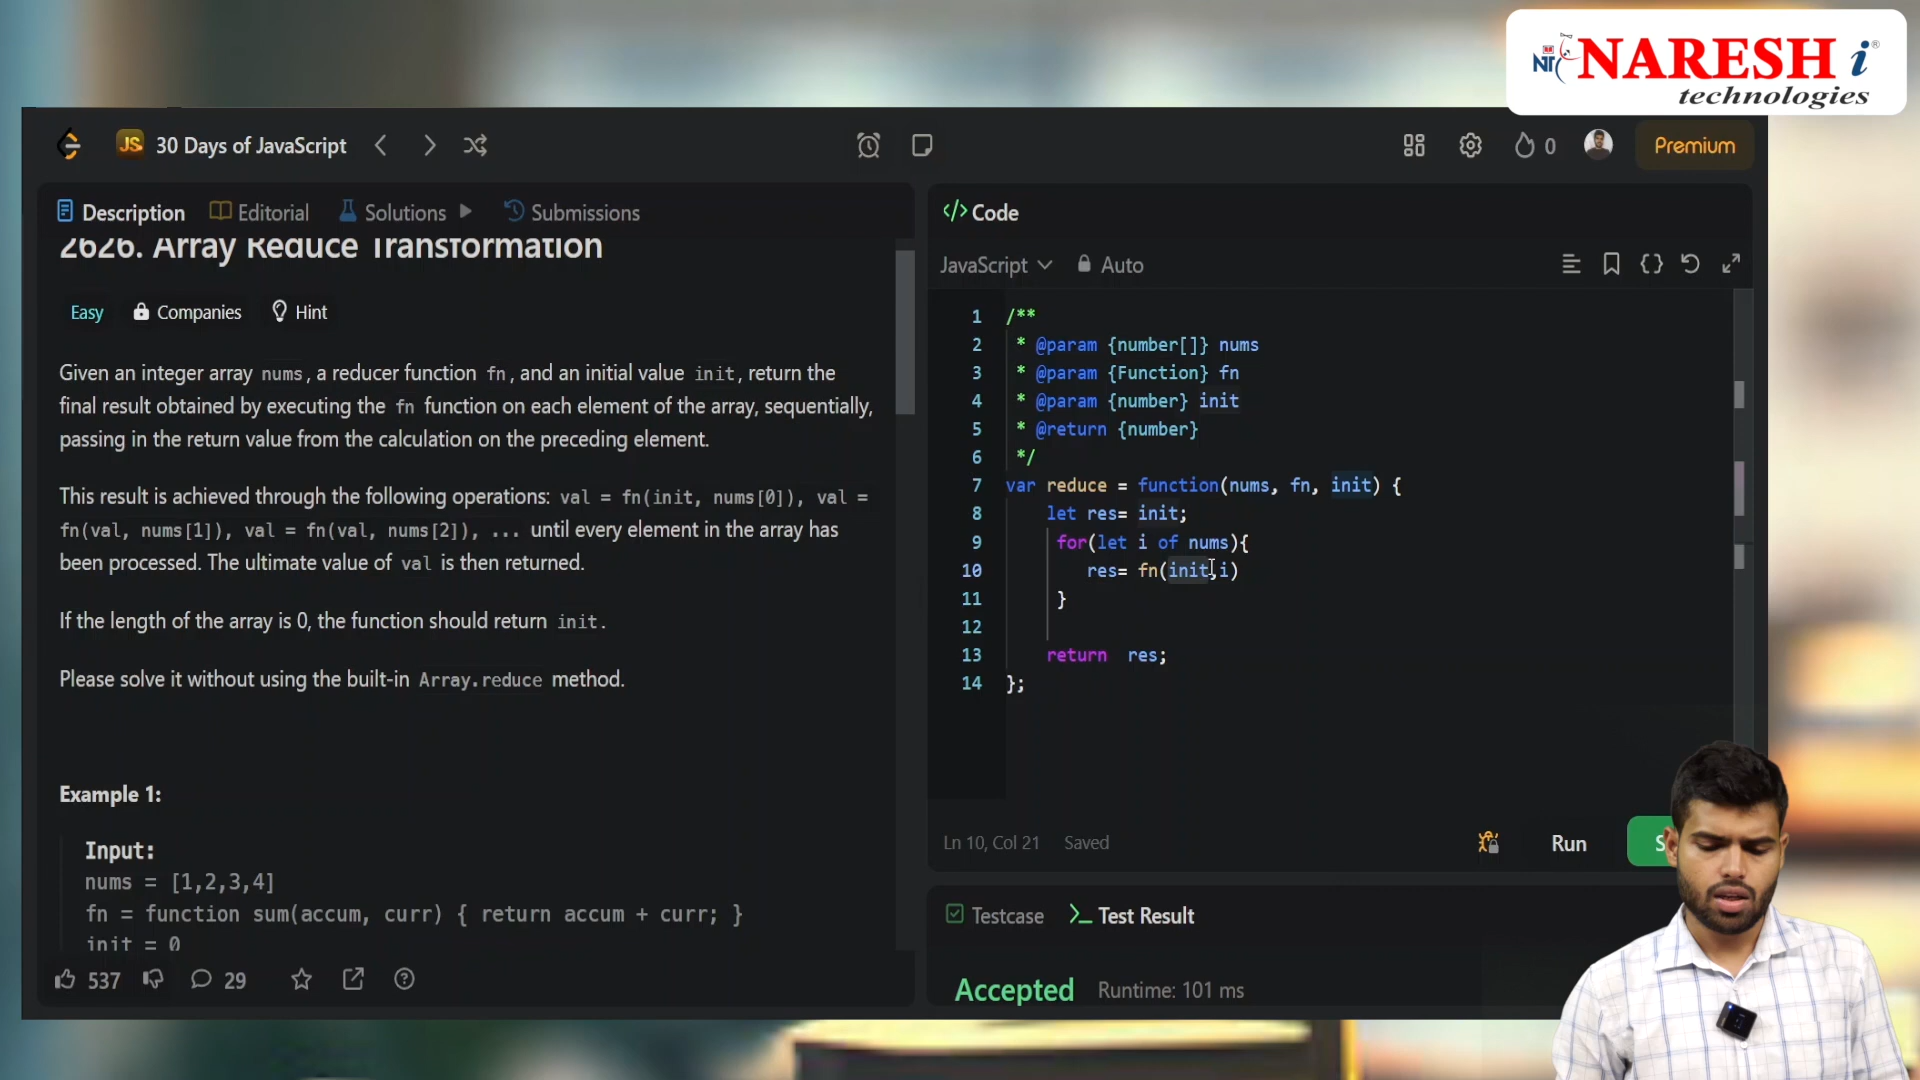 NARESH i
technologies
NT
JS 30 Days of JavaScript
0
Premium
Description
Editorial
Solutions
Submissions
2626. Array Reduce Transformation
Easy
Companies
Hint
Given an integer array nums, a reducer function fn, and an initial value init, return the
final result obtained by executing the fn function on each element of the array, sequentially,
passing in the return value from the calculation on the preceding element.
This result is achieved through the following operations: val = fn(init, nums[0]), val =
fn(val, nums[1]), val = fn(val, nums[2]), ... until every element in the array has
been processed. The ultimate value of val is then returned.
If the length of the array is 0, the function should return init.
Please solve it without using the built-in Array.reduce method.
Example 1:
Input:
nums = [1,2,3,4]
fn = function sum(accum, curr) { return accum + curr; }
init = 0
537
29
</> Code
JavaScript
Auto
1 /**
2 * @param {number[]} nums
3 * @param {Function} fn
4 * @param {number} init
5 * @return {number}
6 */
7 var reduce = function(nums, fn, init) {
8 let res= init;
9 for(let i of nums){
10 res= fn(init,i)
11 }
12
13 return  res;
14 };
Ln 10, Col 21
Saved
Run
S
Testcase
Test Result
Accepted
Runtime: 101 ms